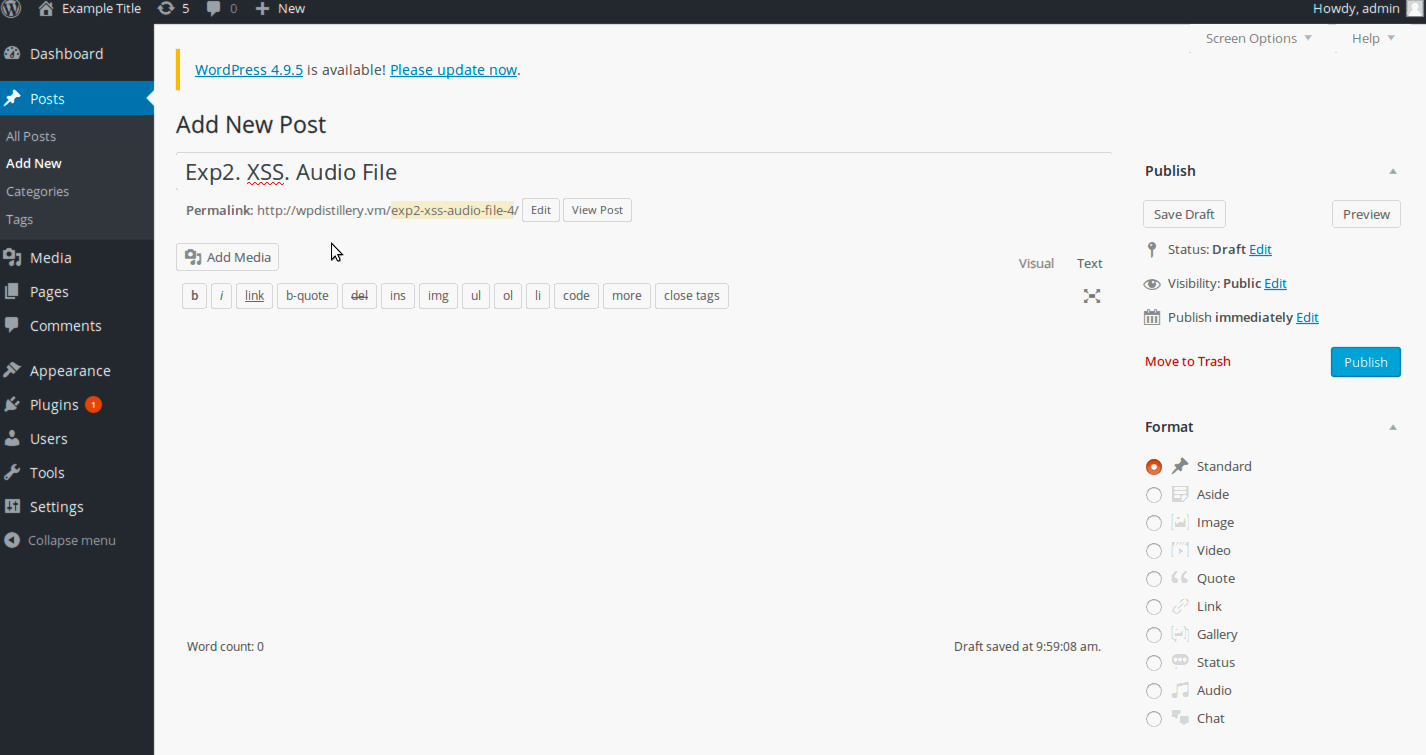 Example Title 5 0 New Howdy, admin
Dashboard
Posts
All Posts
Add New
Categories
Tags
Media
Pages
Comments
Appearance
Plugins 1
Users
Tools
Settings
Collapse menu
Screen Options Help
WordPress 4.9.5 is available! Please update now.
Add New Post
Exp2. XSS. Audio File
Permalink: http://wpdistillery.vm/exp2-xss-audio-file-4/ Edit View Post
Add Media Visual Text
b i link b-quote del ins img ul ol li code more close tags
Word count: 0 Draft saved at 9:59:08 am.
Publish
Save Draft Preview
Status: Draft Edit
Visibility: Public Edit
Publish immediately Edit
Move to Trash Publish
Format
Standard
Aside
Image
Video
Quote
Link
Gallery
Status
Audio
Chat